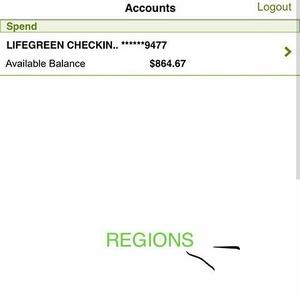 Accounts
Logout
Spend
LIFEGREEN CHECKIN.. ******9477
Available Balance $864.67
REGIONS